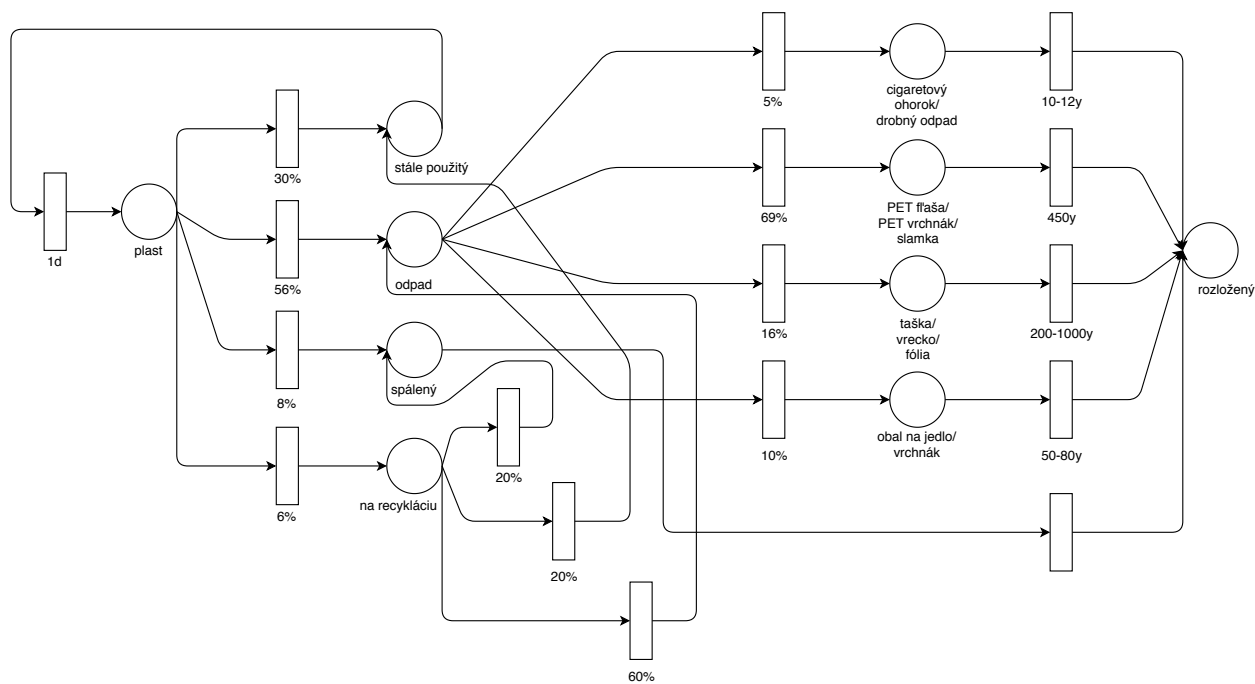 5%
cigaretový
ohorok/
drobný odpad
10-12y
30%
stále použitý
69%
PET fľaša/
PET vrchnák/
slamka
450y
1d
plast
56%
odpad
rozložený
16%
taška/
vrecko/
fólia
200-1000y
8%
spálený
10%
obal na jedlo/
vrchnák
50-80y
6%
na recykláciu
20%
20%
60%